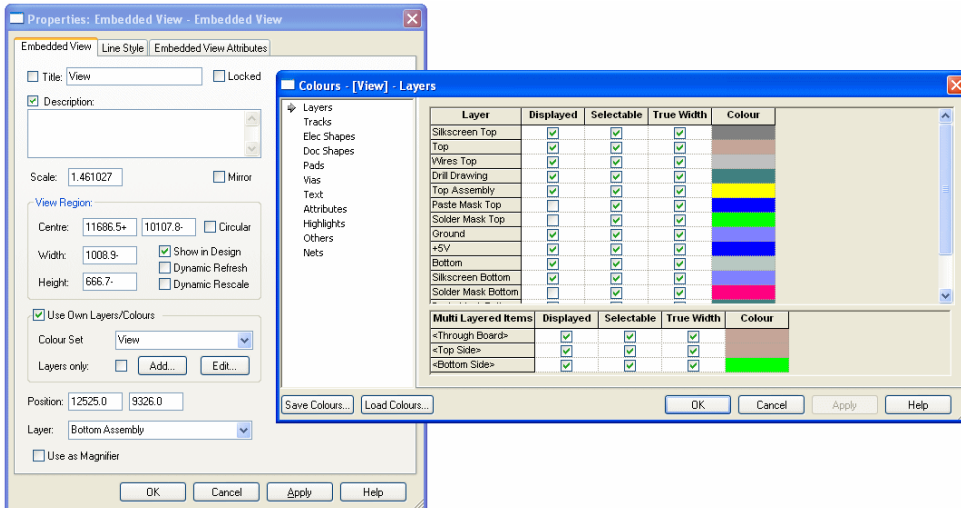 Properties: Embedded View - Embedded View
Embedded View Line Style Embedded View Attributes
Title: View Locked
Description:
Scale: 1.461027 Mirror
View Region:
Centre: 11686.5+ 10107.8- Circular
Width: 1008.9- Show in Design
Dynamic Refresh
Height: 666.7- Dynamic Rescale
Use Own Layers/Colours
Colour Set View
Layers only: Add... Edit...
Position: 12525.0 9326.0
Layer: Bottom Assembly
Use as Magnifier
OK Cancel Apply Help
Colours - [View] - Layers
Layers
Tracks
Elec Shapes
Doc Shapes
Pads
Vias
Text
Attributes
Highlights
Others
Nets
Layer Displayed Selectable True Width Colour
Silkscreen Top
Top
Wires Top
Drill Drawing
Top Assembly
Paste Mask Top
Solder Mask Top
Ground
+5V
Bottom
Silkscreen Bottom
Solder Mask Bottom
Multi Layered Items Displayed Selectable True Width Colour
<Through Board>
<Top Side>
<Bottom Side>
Save Colours... Load Colours... OK Cancel Apply Help